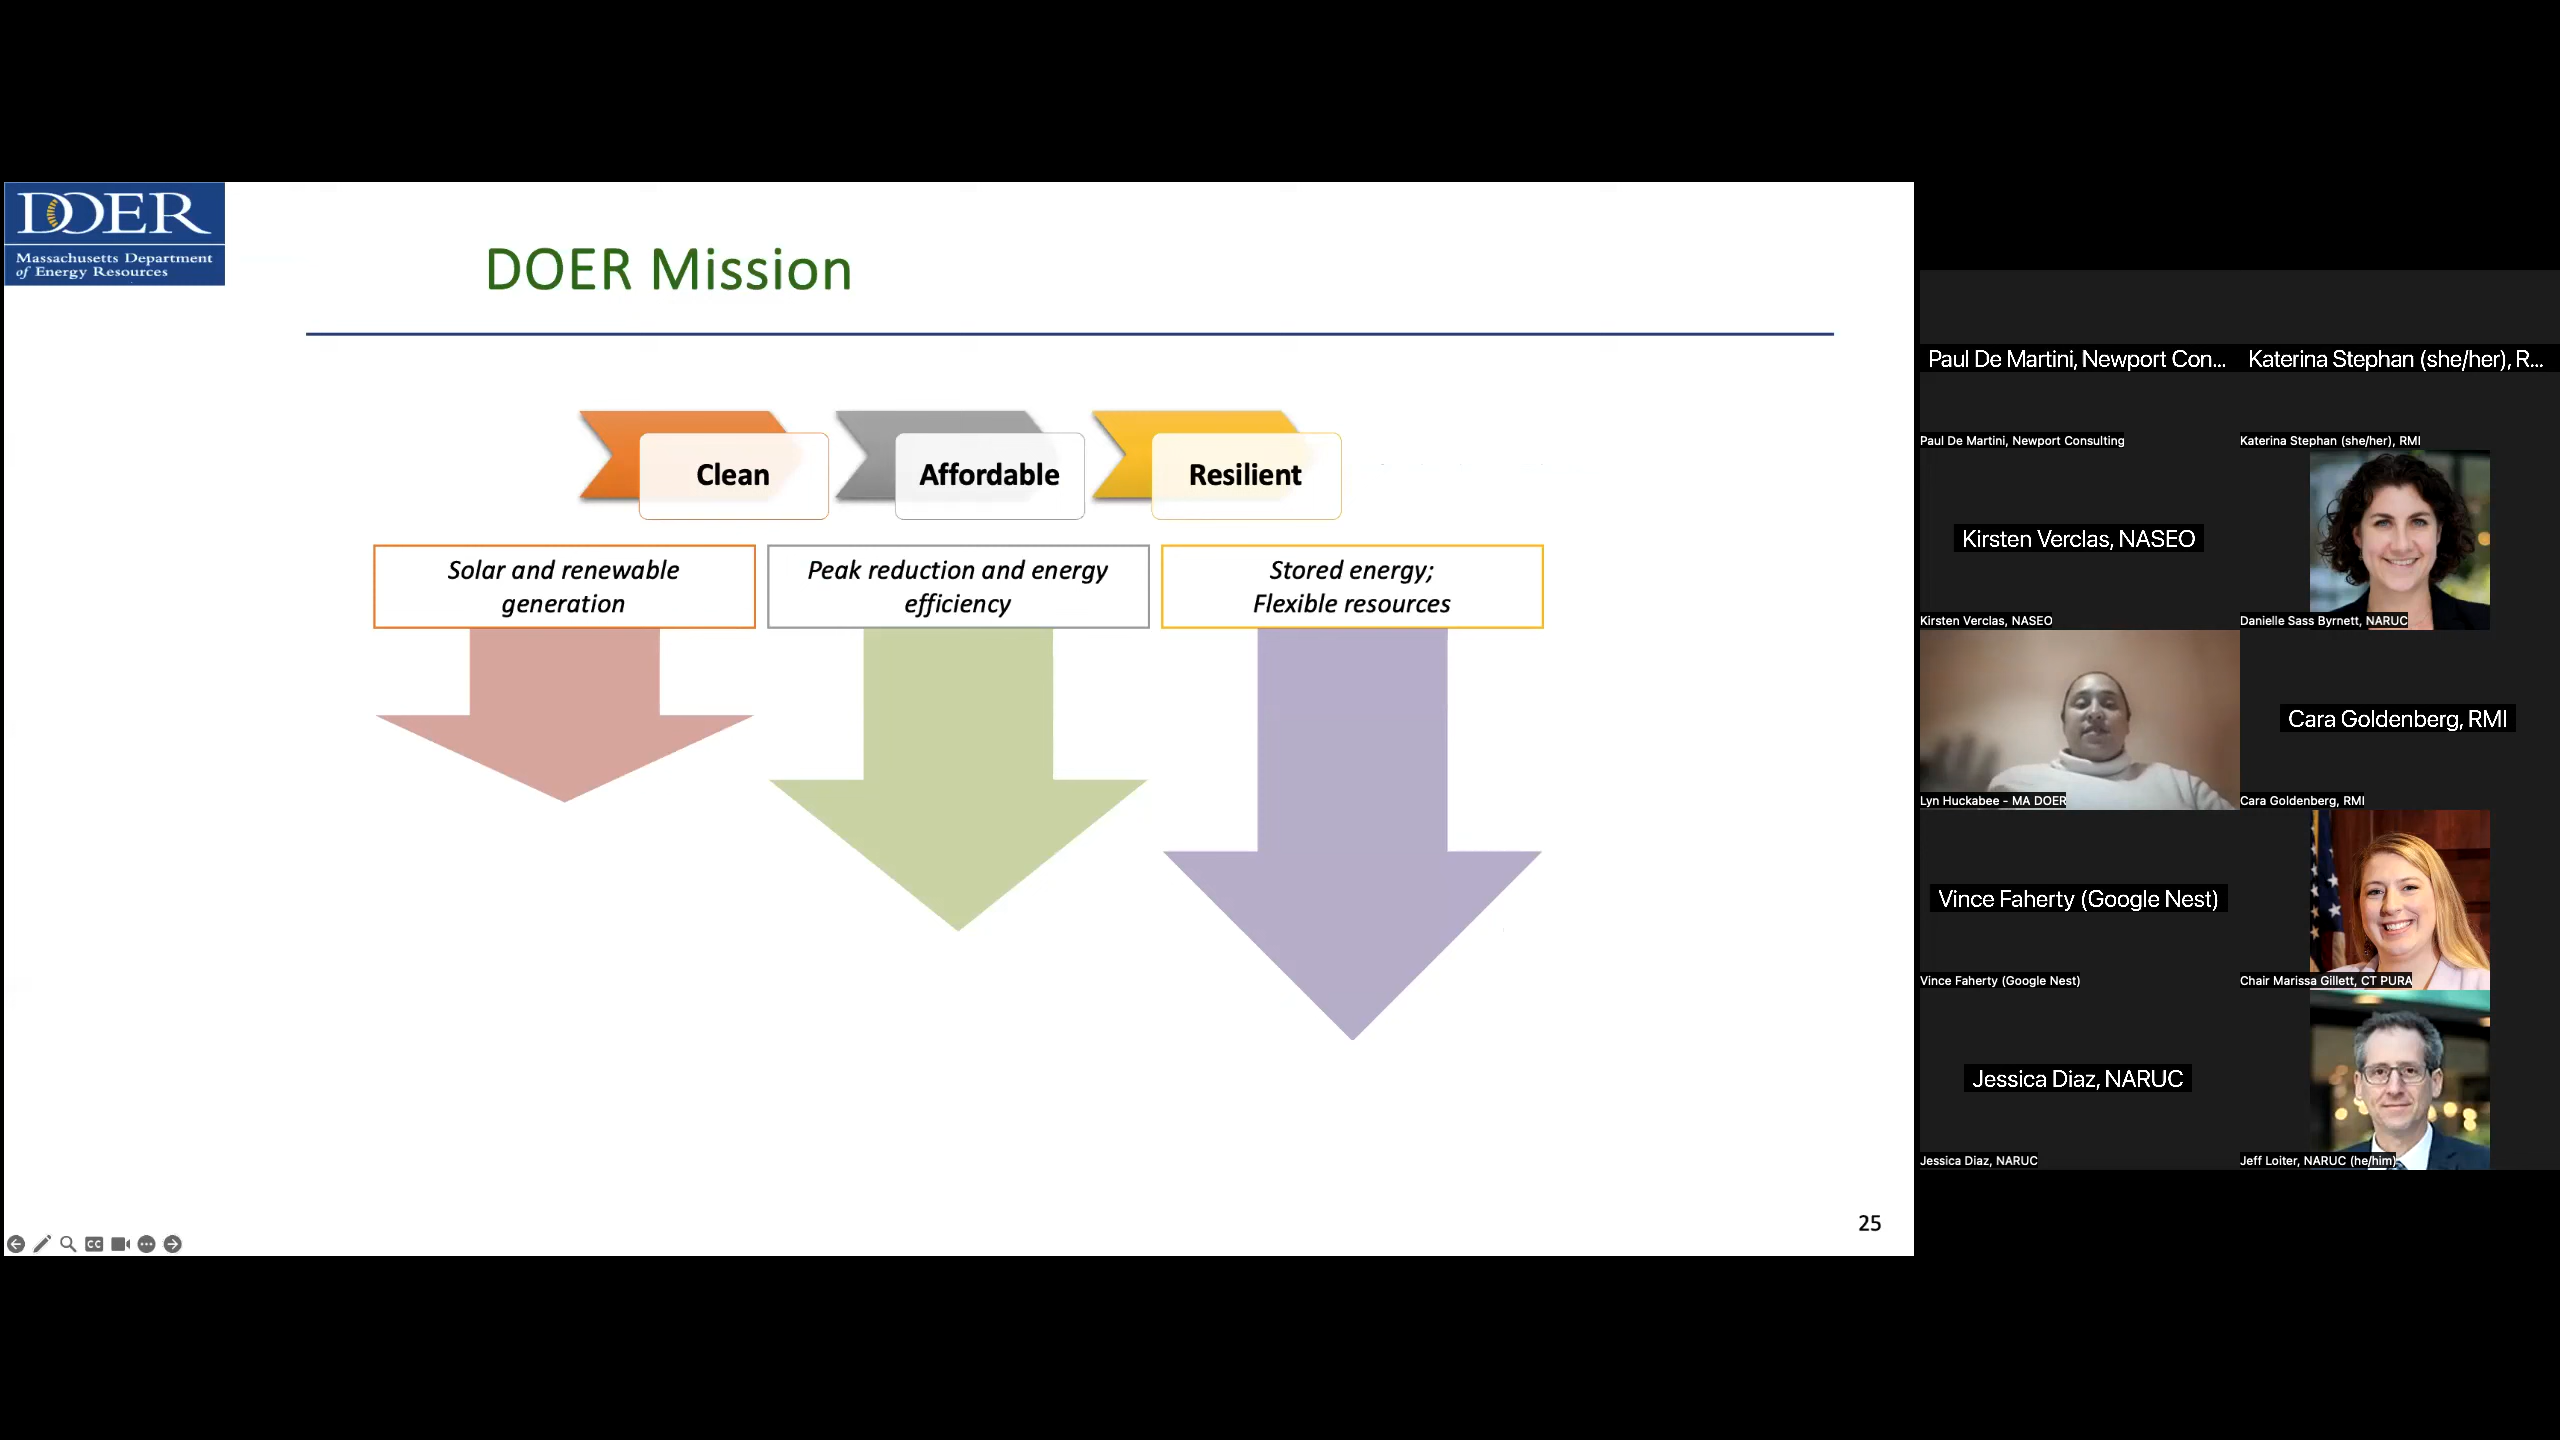 DOER
Massachusetts Department
of Energy Resources
DOER Mission
Clean
Affordable
Resilient
Solar and renewable
generation
Peak reduction and energy
efficiency
Stored energy;
Flexible resources
25
CC
Paul De Martini, Newport Con...
Katerina Stephan (she/her), R...
Paul De Martini, Newport Consulting
Katerina Stephan (she/her), RMI
Kirsten Verclas, NASEO
Kirsten Verclas, NASEO
Danielle Sass Byrnett, NARUC
Cara Goldenberg, RMI
Lyn Huckabee - MA DOER
Cara Goldenberg, RMI
Vince Faherty (Google Nest)
Vince Faherty (Google Nest)
Chair Marissa Gillett, CT PURA
Jessica Diaz, NARUC
Jessica Diaz, NARUC
Jeff Loiter, NARUC (he/him)